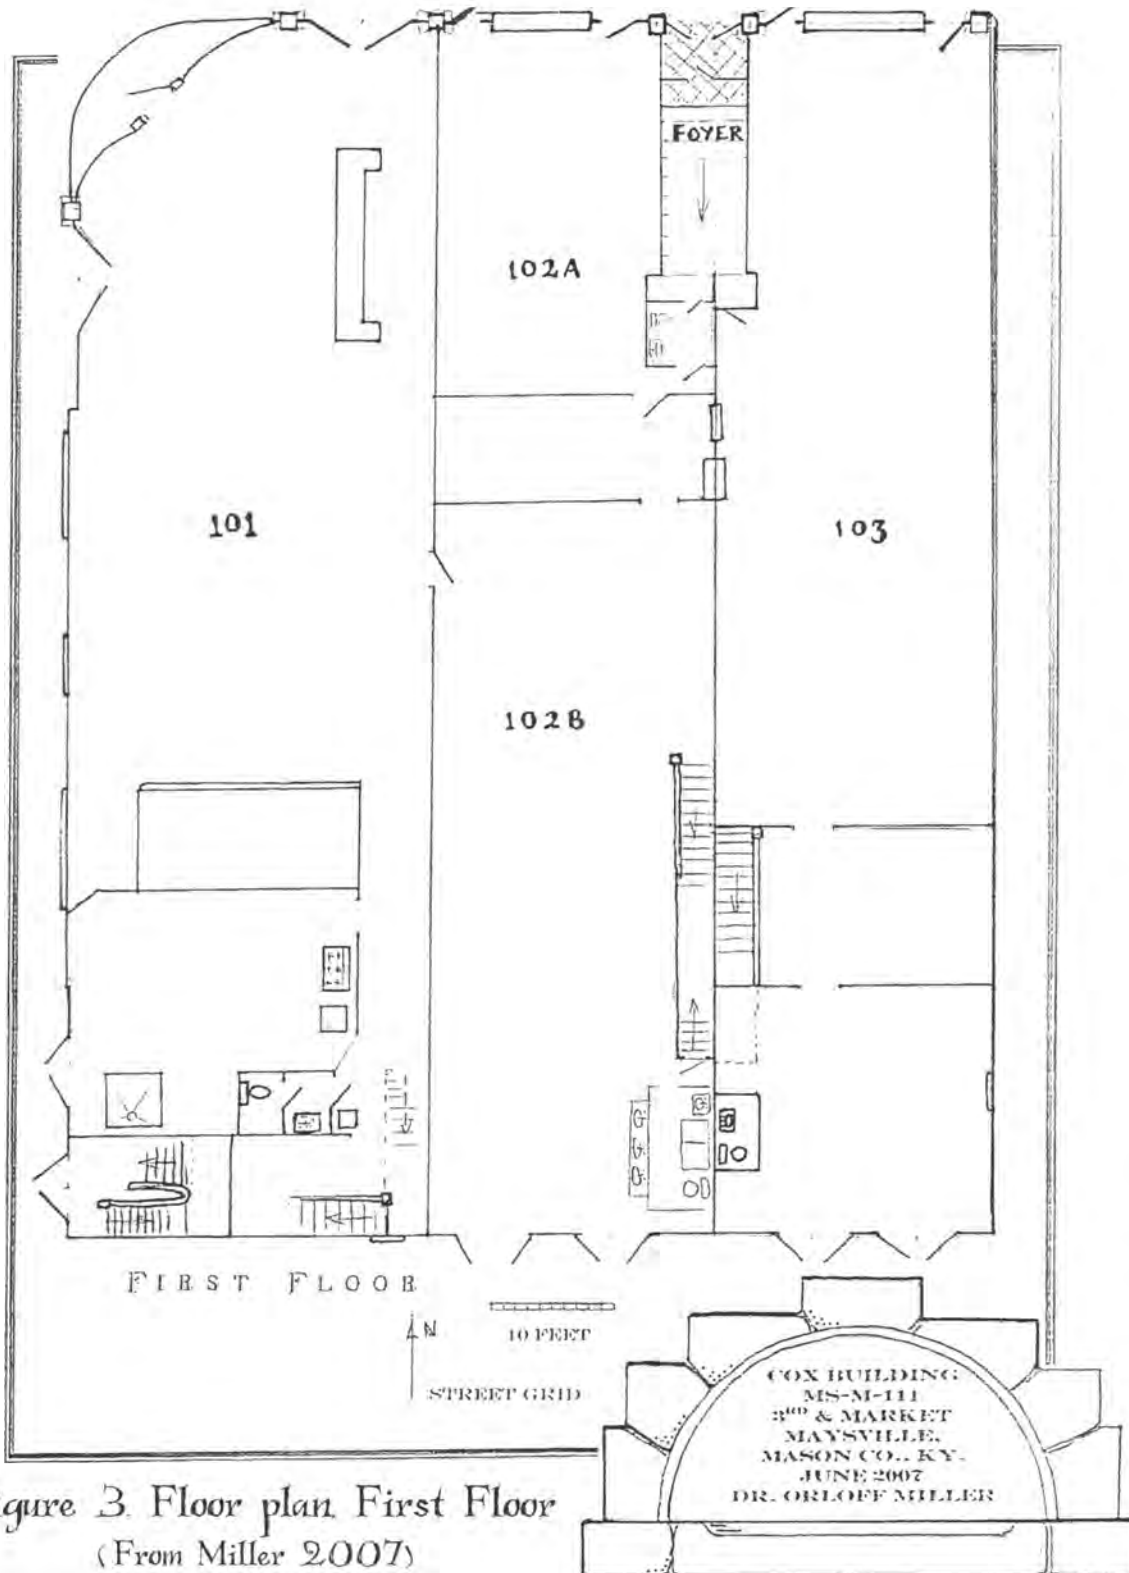 FOYER
102A
101
103
102B
FIRST FLOOR
N
10 FEET
STREET GRID
COX BUILDING
MS-M-111
3RD & MARKET
MAYSVILLE,
MASON CO., KY.
JUNE 2007
DR. ORLOFF MILLER
igure 3. Floor plan, First Floor
(From Miller 2007)